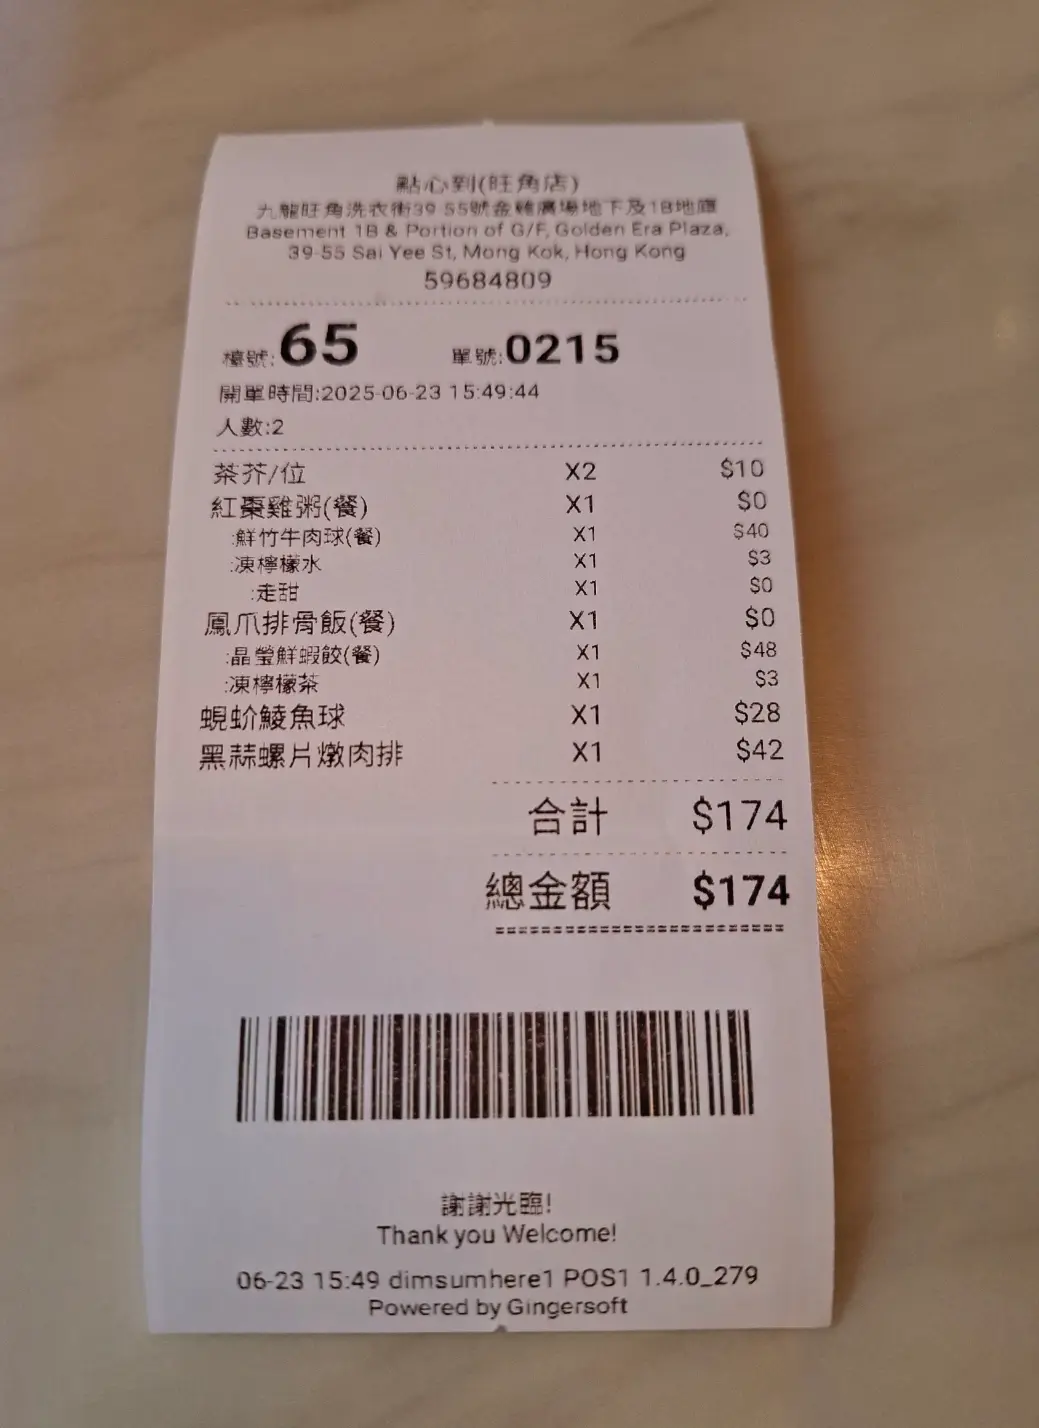 點心到(旺角店)
九龍旺角洗衣街39-55號金雞廣場地下及1B地庫
Basement 1B & Portion of G/F, Golden Era Plaza,
39-55 Sai Yee St, Mong Kok, Hong Kong
59684809
檯號:65 單號:0215
開單時間:2025-06-23 15:49:44
人數:2
茶芥/位 X2 $10
紅棗雞粥(餐) X1 $0
:鮮竹牛肉球(餐) X1 $40
:凍檸檬水 X1 $3
:走甜 X1 $0
鳳爪排骨飯(餐) X1 $0
:晶瑩鮮蝦餃(餐) X1 $48
:凍檸檬茶 X1 $3
蜆蚧鯪魚球 X1 $28
黑蒜螺片燉肉排 X1 $42
合計 $174
總金額 $174
謝謝光臨!
Thank you Welcome!
06-23 15:49 dimsumhere1 POS1 1.4.0_279
Powered by Gingersoft